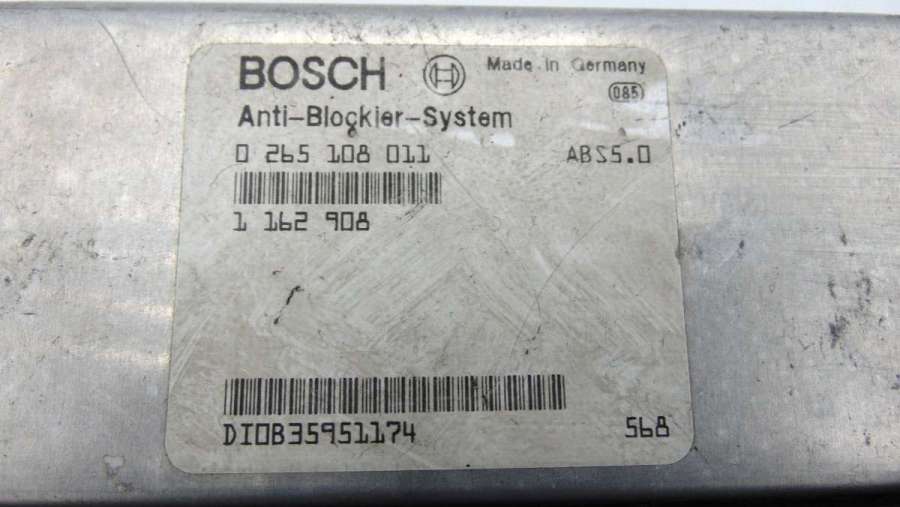 BOSCH Made in Germany
085
Anti-Blockier-System
0 265 108 011 ABS5.0
1 162 908
DIOB35951174 568